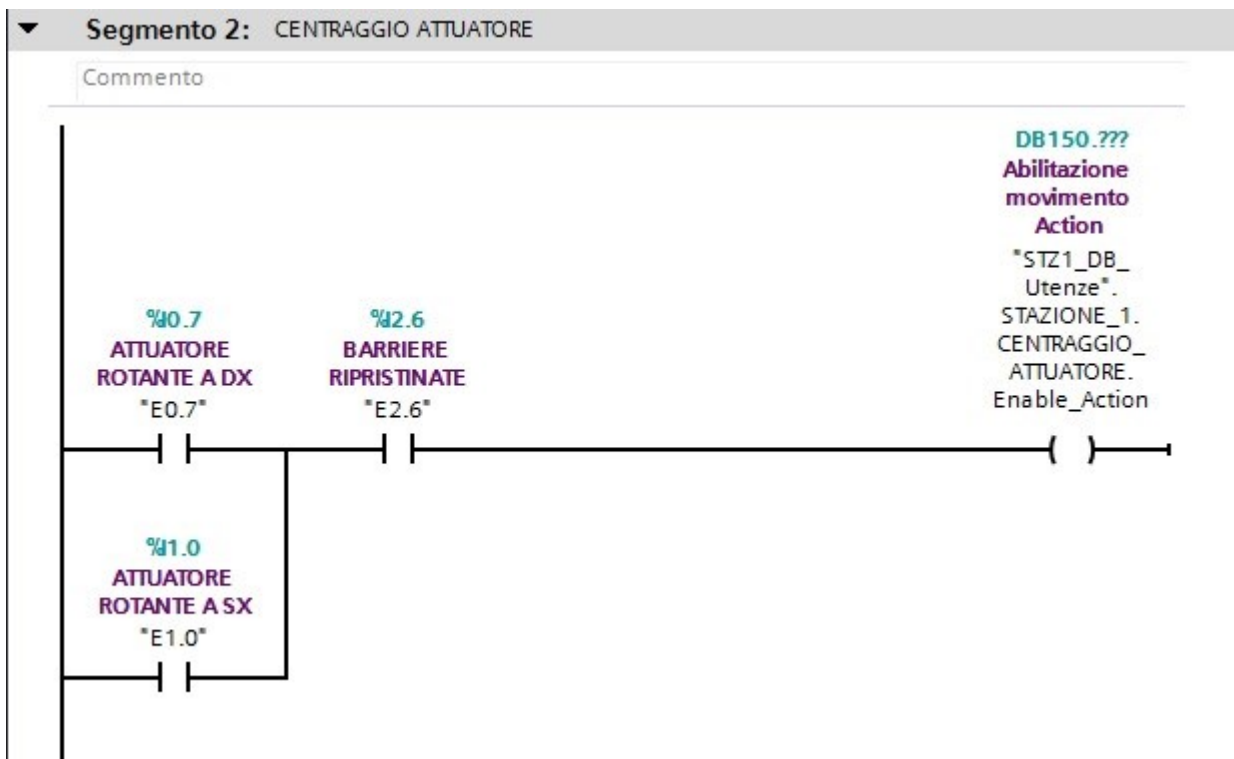 Segmento 2: CENTRAGGIO ATTUATORE
Commento
DB150.???
Abilitazione
movimento
Action
"STZ1_DB_
Utenze".
STAZIONE_1.
CENTRAGGIO_
ATTUATORE.
Enable_Action
%I0.7
ATTUATORE
ROTANTE A DX
"E0.7"
%I2.6
BARRIERE
RIPRISTINATE
"E2.6"
%I1.0
ATTUATORE
ROTANTE A SX
"E1.0"